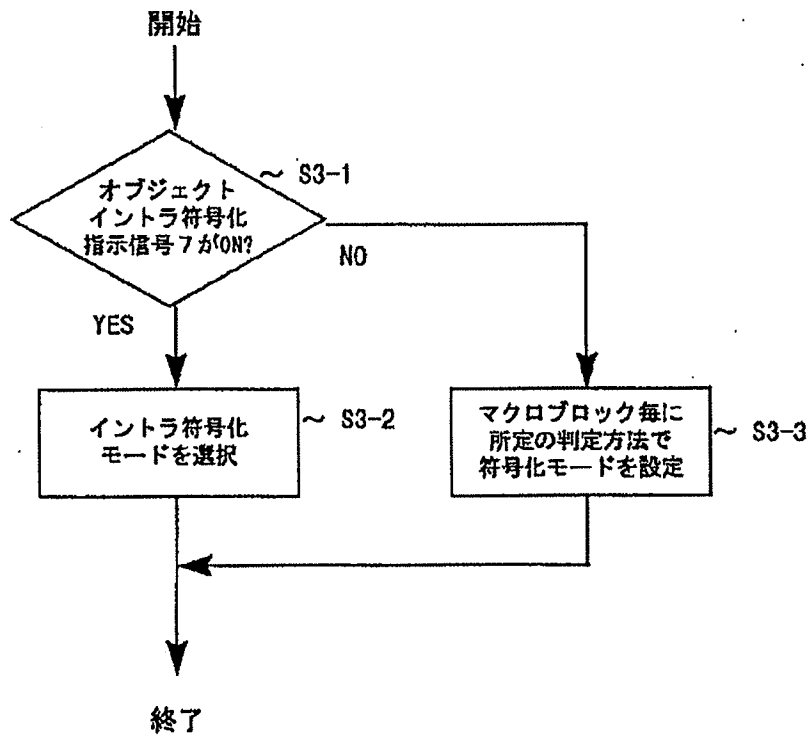 開始
オブジェクト
イントラ符号化
指示信号7がON?
~ S3-1
NO
YES
イントラ符号化
モードを選択
~ S3-2
マクロブロック毎に
所定の判定方法で
符号化モードを設定
~ S3-3
終了